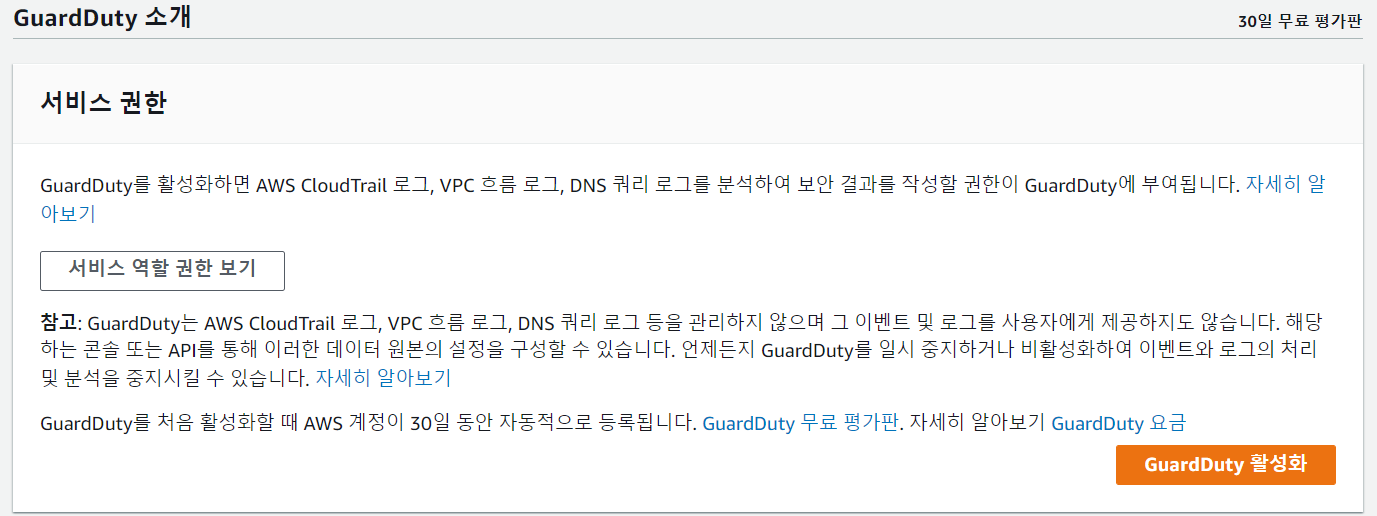 GuardDuty 소개
30일 무료 평가판
서비스 권한
GuardDuty를 활성화하면 AWS CloudTrail 로그, VPC 흐름 로그, DNS 쿼리 로그를 분석하여 보안 결과를 작성할 권한이 GuardDuty에 부여됩니다. 자세히 알
아보기
서비스 역할 권한 보기
참고: GuardDuty는 AWS CloudTrail 로그, VPC 흐름 로그, DNS 쿼리 로그 등을 관리하지 않으며 그 이벤트 및 로그를 사용자에게 제공하지도 않습니다. 해당
하는 콘솔 또는 API를 통해 이러한 데이터 원본의 설정을 구성할 수 있습니다. 언제든지 GuardDuty를 일시 중지하거나 비활성화하여 이벤트와 로그의 처리
및 분석을 중지시킬 수 있습니다. 자세히 알아보기
GuardDuty를 처음 활성화할 때 AWS 계정이 30일 동안 자동적으로 등록됩니다. GuardDuty 무료 평가판. 자세히 알아보기 GuardDuty 요금
GuardDuty 활성화